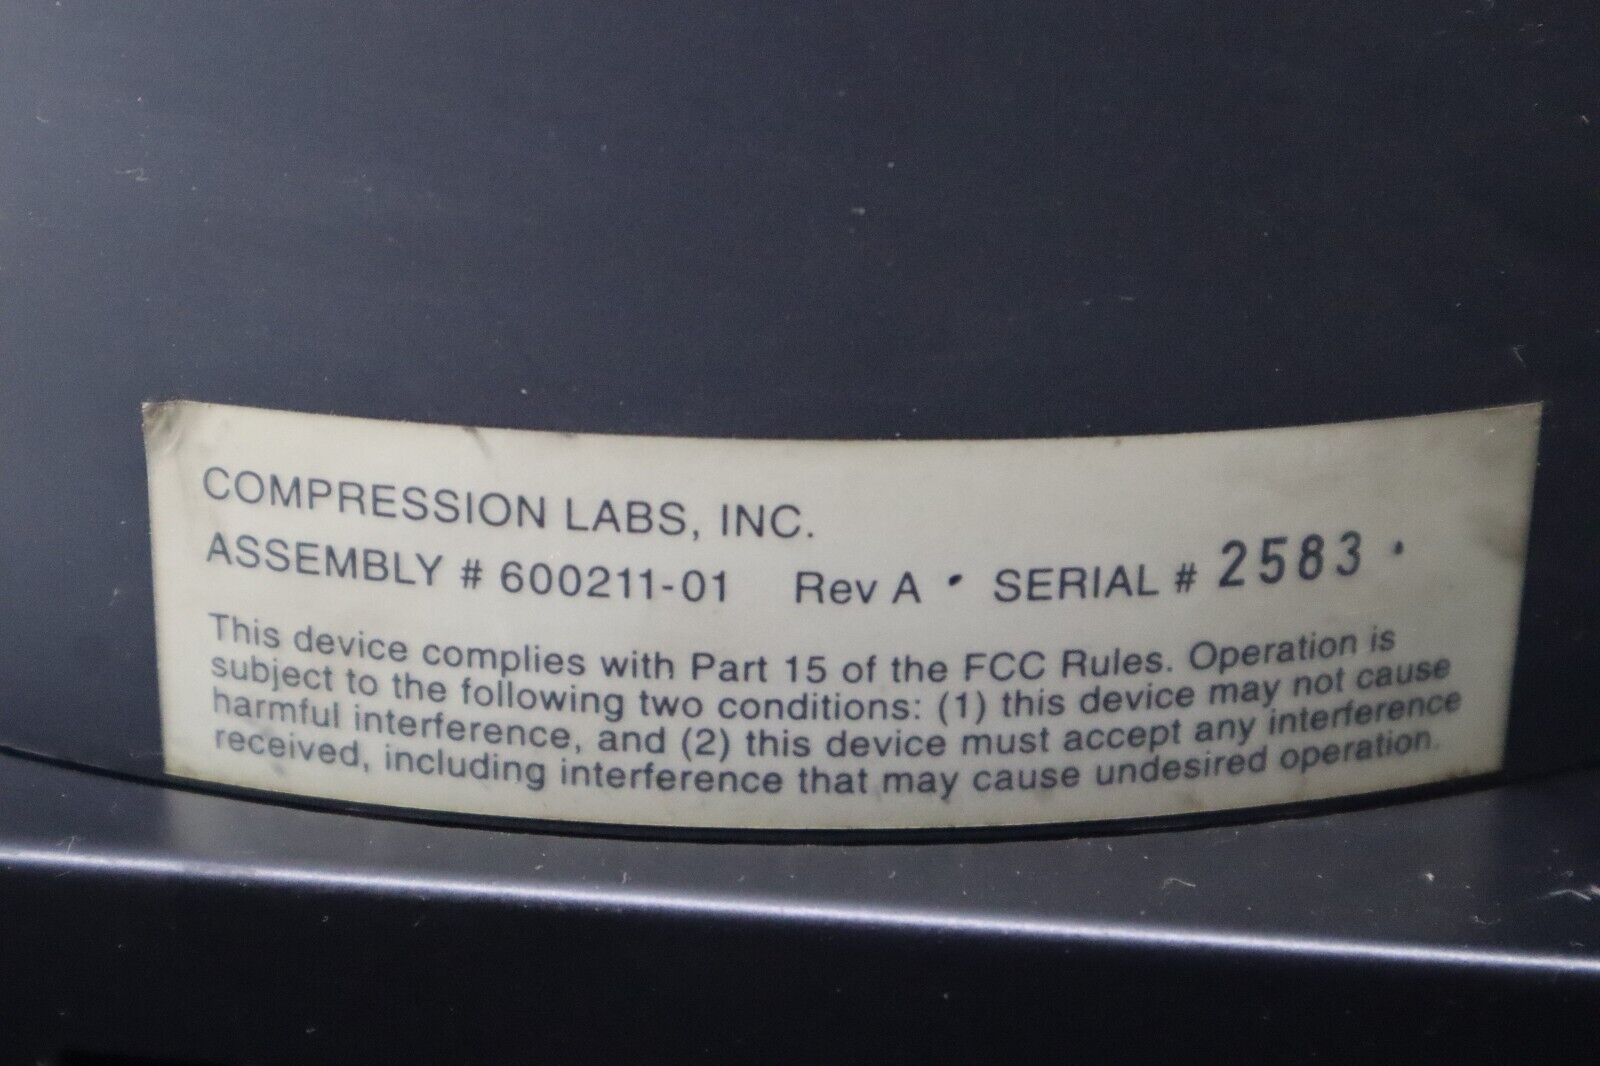 COMPRESSION LABS, INC.
ASSEMBLY # 600211-01 Rev A SERIAL # 2583
This device complies with Part 15 of the FCC Rules. Operation is
subject to the following two conditions: (1) this device may not cause
harmful interference, and (2) this device must accept any interference
received, including interference that may cause undesired operation.